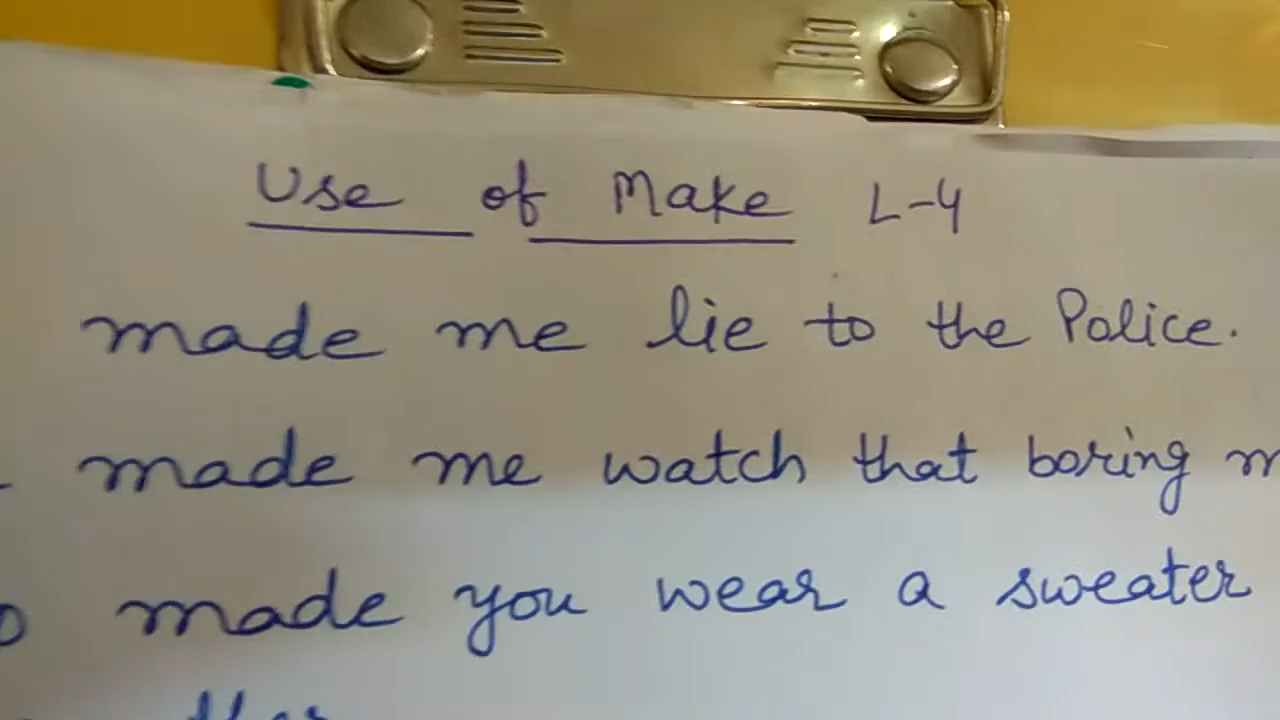 Use of Make L-4
made me lie to the Police.
made me watch that boring
made you wear a sweater